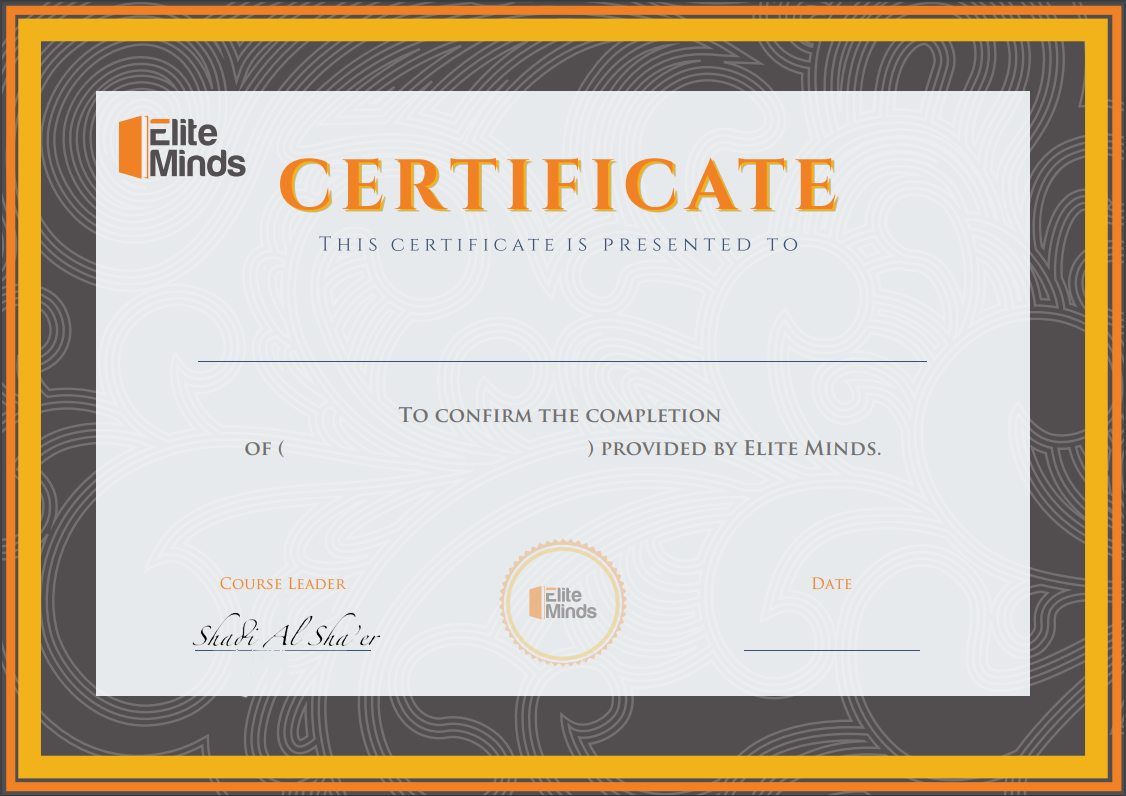 Elite
Minds
CERTIFICATE
THIS CERTIFICATE IS PRESENTED TO
TO CONFIRM THE COMPLETION
OF ( ) PROVIDED BY ELITE MINDS.
COURSE LEADER
DATE
Shadi Al Sha'er
Elite
Minds